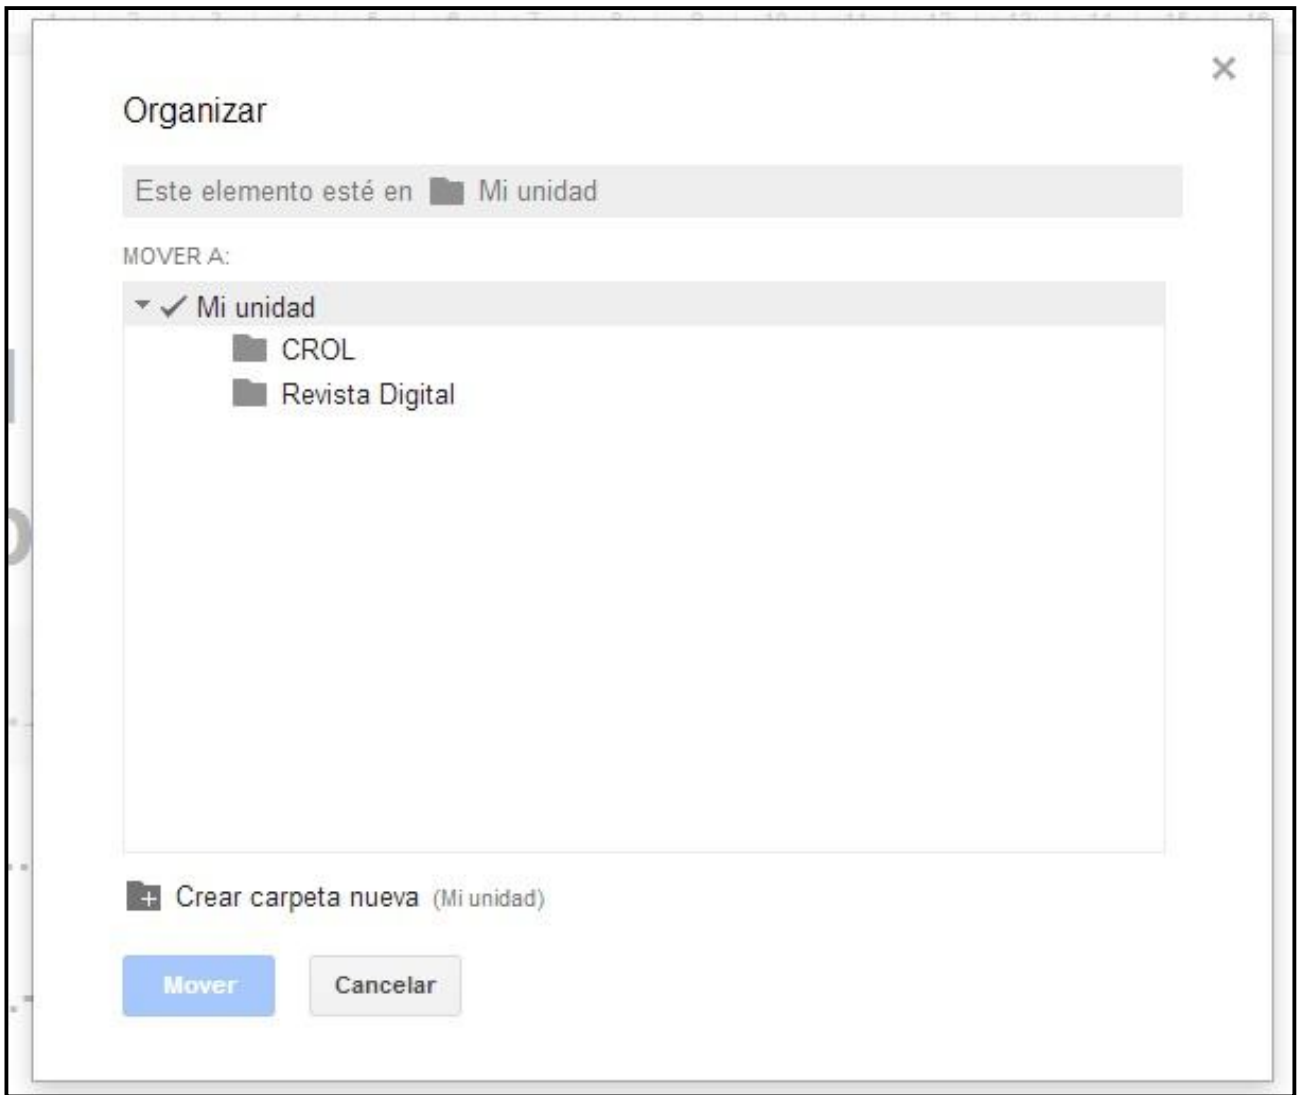 Organizar
Este elemento esté en Mi unidad
MOVER A:
Mi unidad
CROL
Revista Digital
Crear carpeta nueva (Mi unidad)
Mover Cancelar